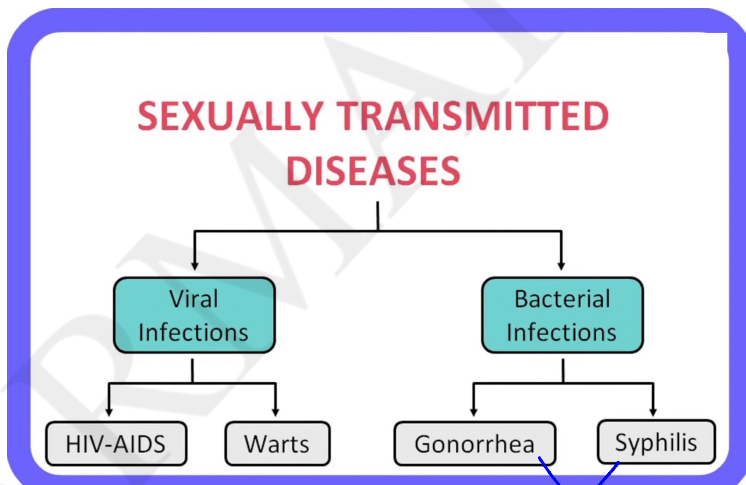 SEXUALLY TRANSMITTED
DISEASES
Viral
Infections
Bacterial
Infections
HIV-AIDS
Warts
Gonorrhea
Syphilis